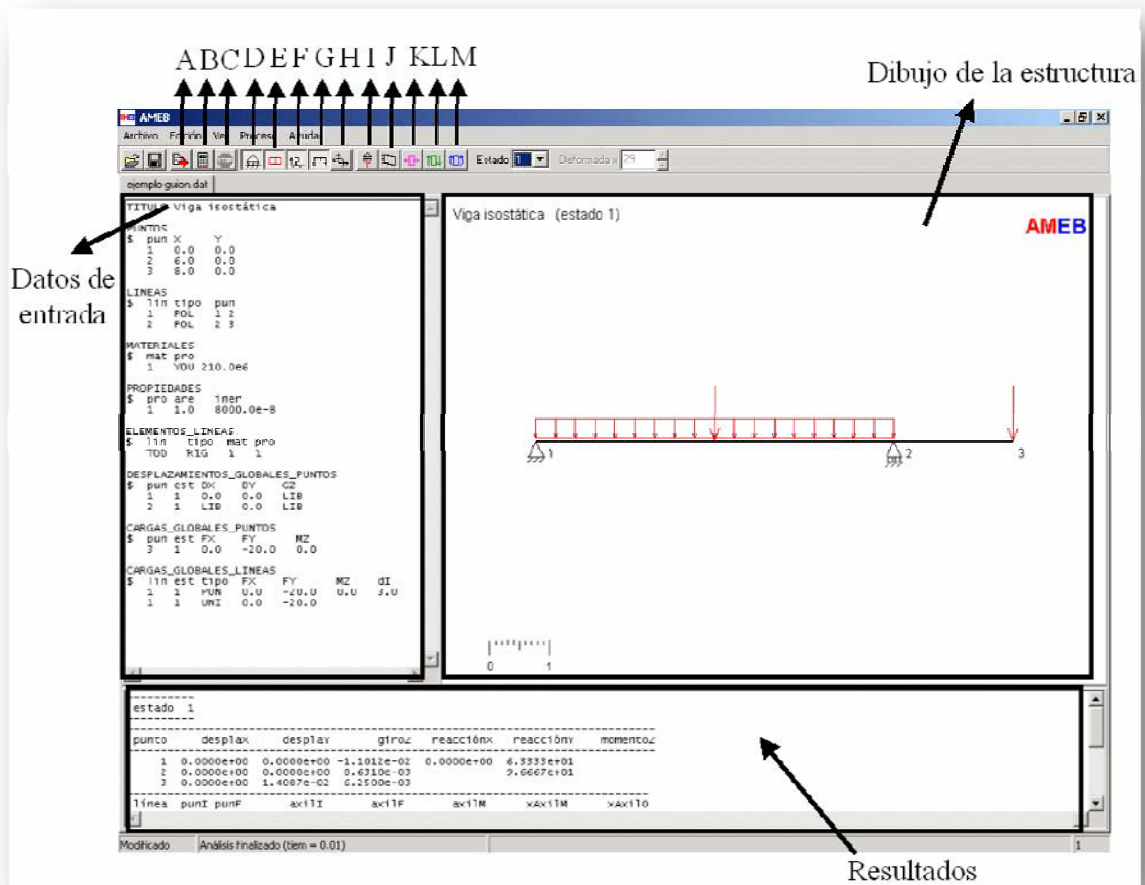 ABCDEFGHI J KLM
Dibujo de la estructura
AMEB
Archivo Edición Ver Proceso Ayuda
Estado 1 Deformada x 29
ejemplo guion.dat
Datos de entrada
TITULO Viga isostática
PUNTOS
$ pun X Y
1 0.0 0.0
2 6.0 0.0
3 8.0 0.0
LINEAS
$ lin tipo pun
1 POL 1 2
2 POL 2 3
MATERIALES
$ mat pro
1 YOU 210.0e6
PROPIEDADES
$ pro are iner
1 1.0 8000.0e-8
ELEMENTOS_LINEAS
$ lin tipo mat pro
TOD RIG 1 1
DESPLAZAMIENTOS_GLOBALES_PUNTOS
$ pun est DX DY GZ
1 1 0.0 0.0 LIB
2 1 LIB 0.0 LIB
CARGAS_GLOBALES_PUNTOS
$ pun est FX FY MZ
3 1 0.0 -20.0 0.0
CARGAS_GLOBALES_LINEAS
$ lin est tipo FX FY MZ dI
1 1 PUN 0.0 -20.0 0.0 3.0
1 1 UNI 0.0 -20.0
Viga isostática (estado 1)
AMEB
1 2 3
0 1
estado 1
punto desplaX desplaY giroZ reacciónX reacciónY momentoZ
1 0.0000e+00 0.0000e+00 -1.1012e-02 0.0000e+00 6.3333e+01
2 0.0000e+00 0.0000e+00 9.6667e+01
3 0.0000e+00
línea punI punF axilI axilF axilM xAxilM xAxil0
Modificado Análisis finalizado (tiem = 0.01) 1
Resultados